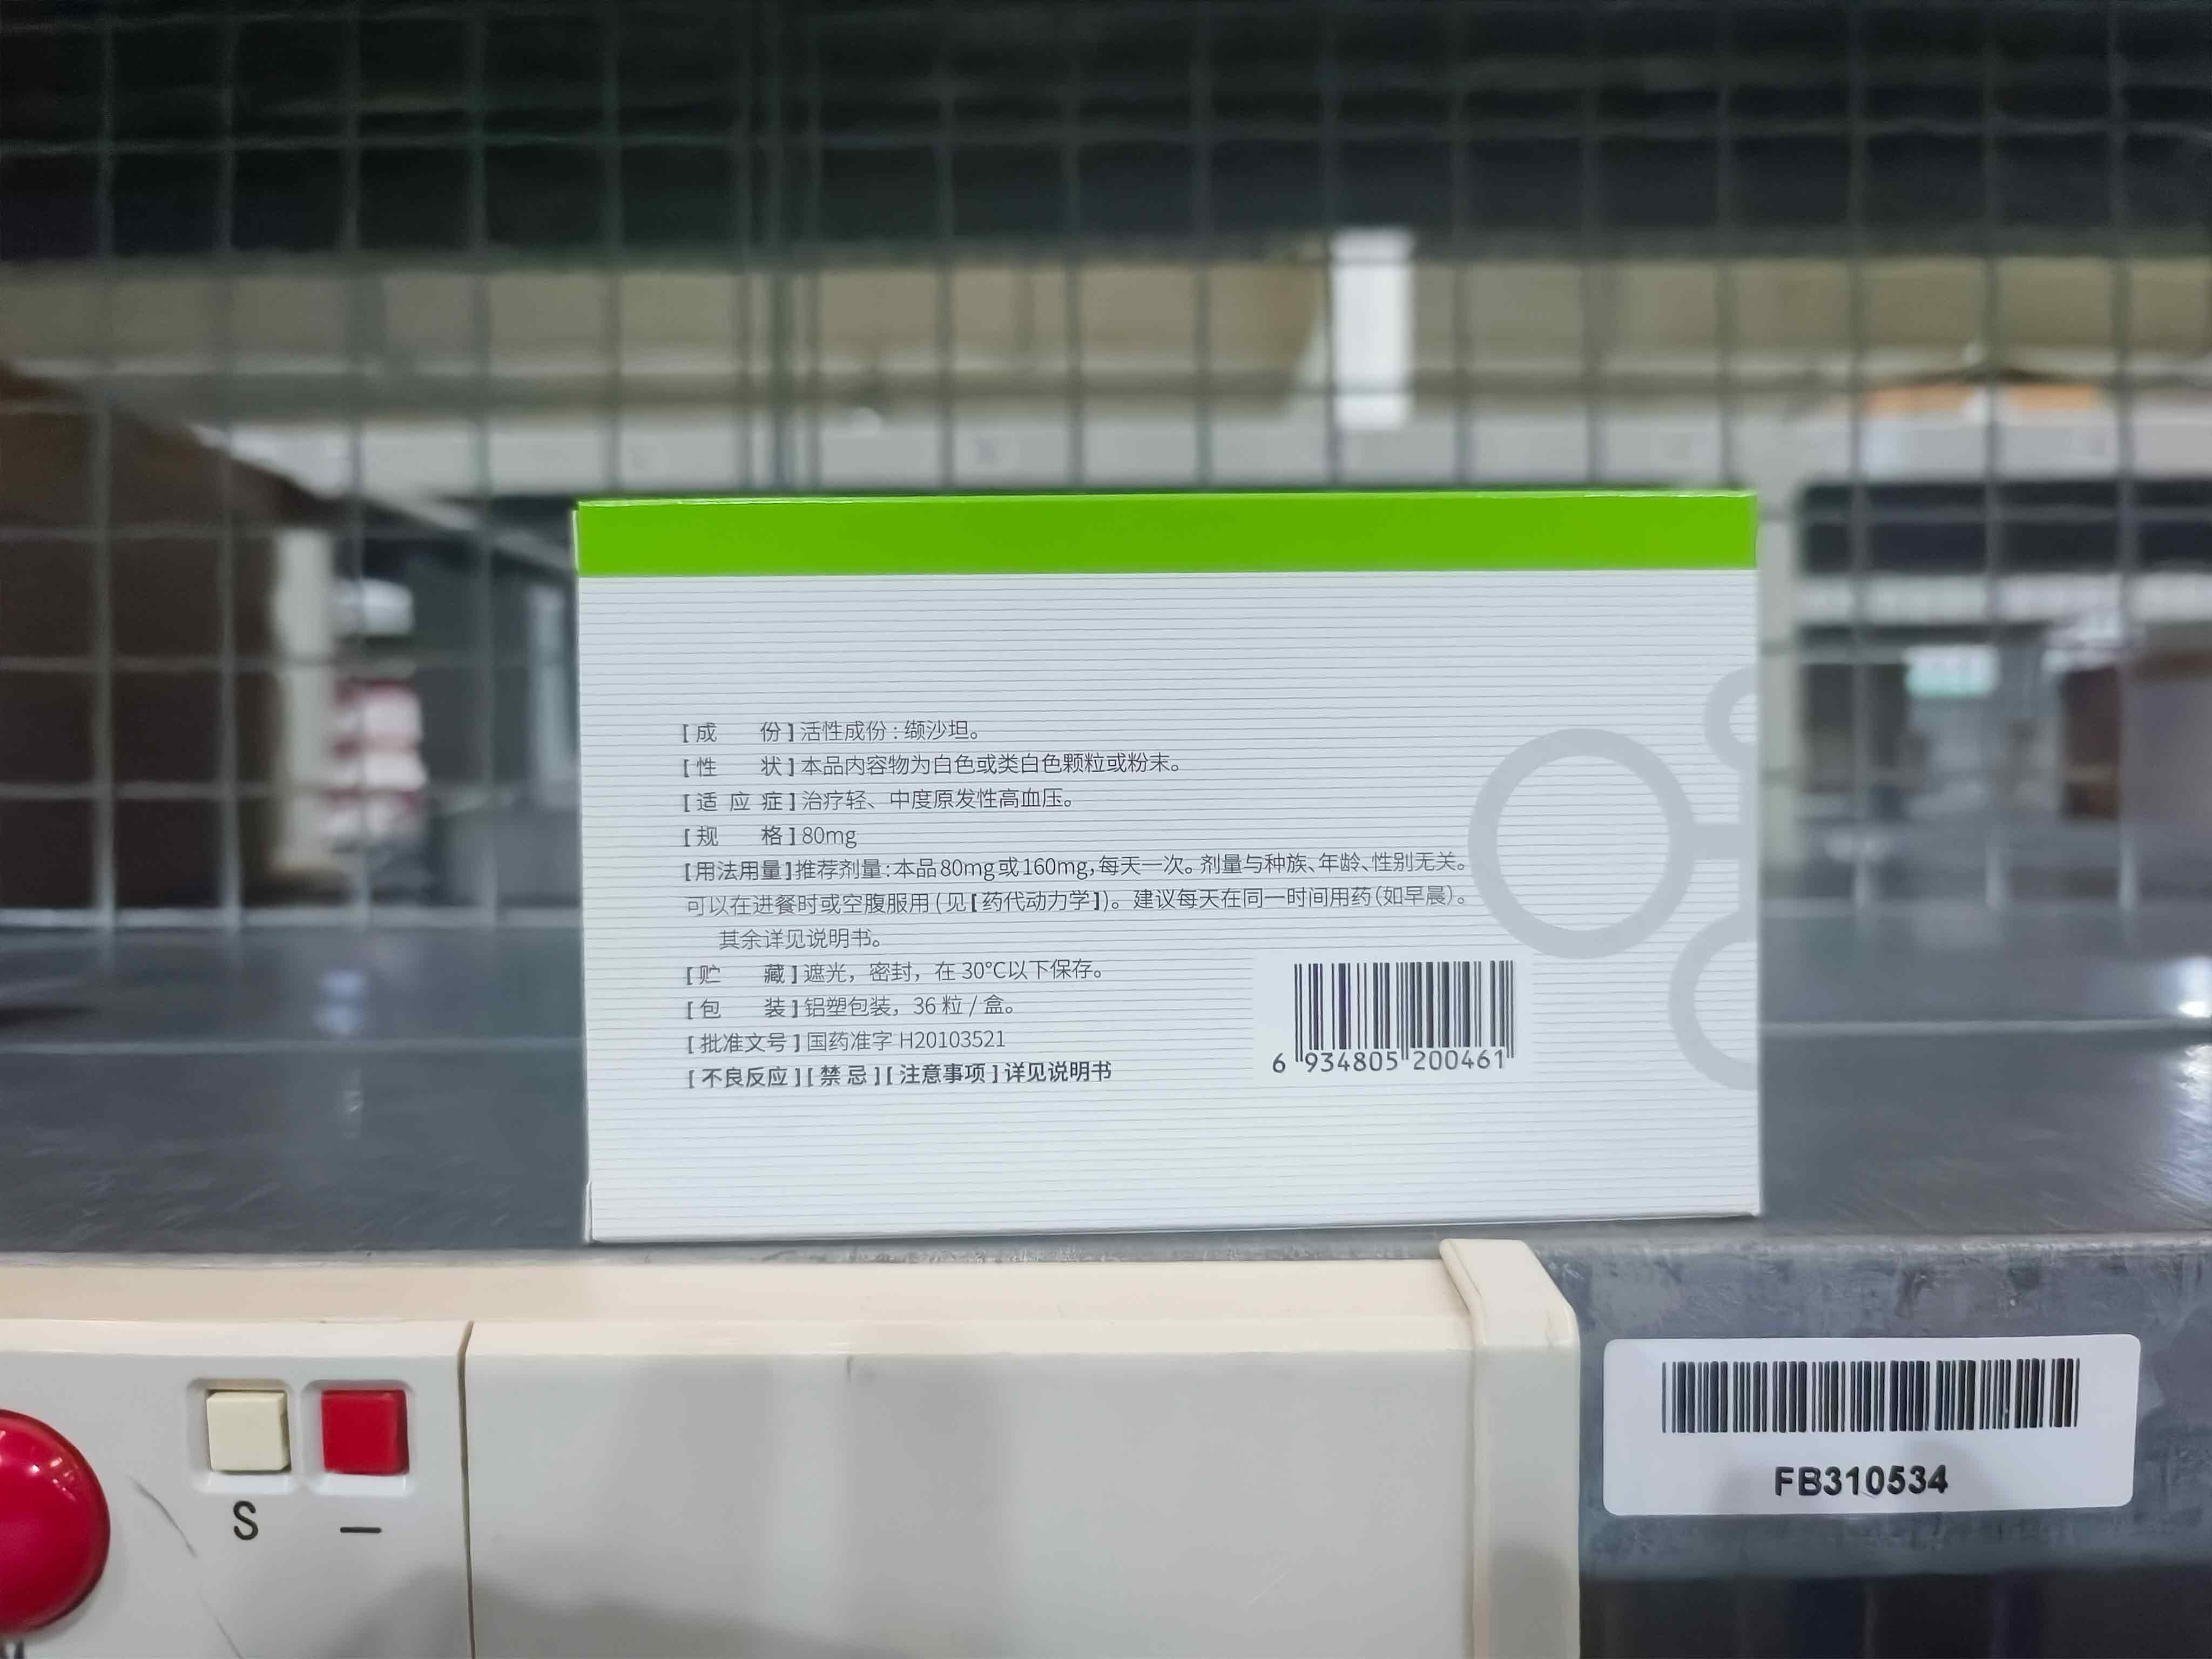 [成 份]活性成份:缬沙坦。
[性 状]本品内容物为白色或类白色颗粒或粉末。
[适 应 症]治疗轻、中度原发性高血压。
[规 格]80mg
[用法用量]推荐剂量:本品80mg或160mg,每天一次。剂量与种族、年龄、性别无关。
可以在进餐时或空腹服用(见[药代动力学])。建议每天在同一时间用药(如早晨)。
其余详见说明书。
[贮 藏]遮光,密封,在 30℃以下保存。
[包 装]铝塑包装,36 粒 / 盒。
[批准文号]国药准字 H20103521
[不良反应][禁 忌][注意事项]详见说明书
6 934805 200461
S —
FB310534